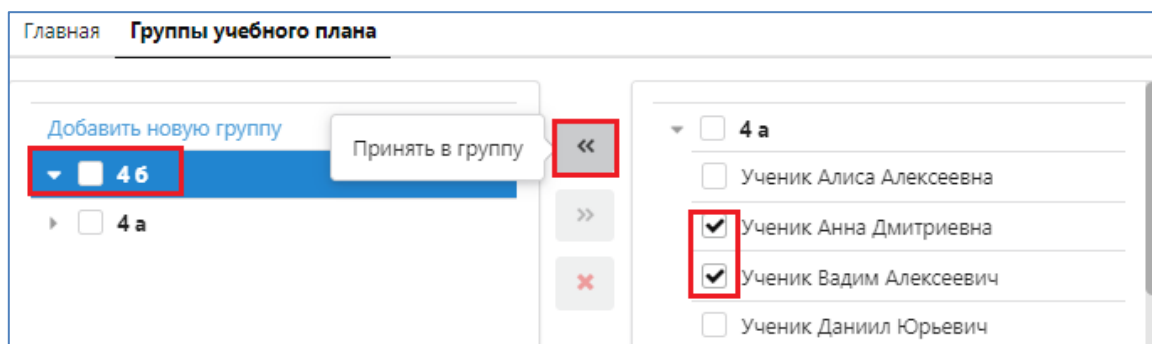 Главная Группы учебного плана
Добавить новую группу
4 б
4 а
Принять в группу
4 а
Ученик Алиса Алексеевна
Ученик Анна Дмитриевна
Ученик Вадим Алексеевич
Ученик Даниил Юрьевич